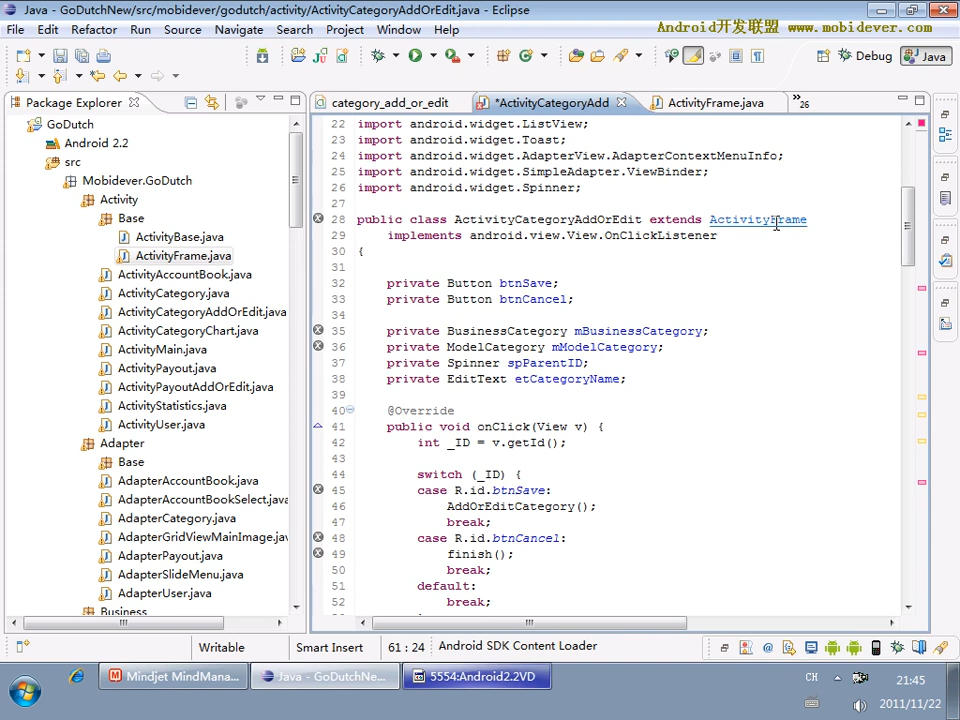 Java - GoDutchNew/src/mobidever/godutch/activity/ActivityCategoryAddOrEdit.java - Eclipse
File Edit Refactor Run Source Navigate Search Project Window Help
Android开发联盟 www.mobidever.com
Debug Java
Package Explorer
category_add_or_edit *ActivityCategoryAdd ActivityFrame.java »26
GoDutch
Android 2.2
src
Mobidever.GoDutch
Activity
Base
ActivityBase.java
ActivityFrame.java
ActivityAccountBook.java
ActivityCategory.java
ActivityCategoryAddOrEdit.java
ActivityCategoryChart.java
ActivityMain.java
ActivityPayout.java
ActivityPayoutAddOrEdit.java
ActivityStatistics.java
ActivityUser.java
Adapter
Base
AdapterAccountBook.java
AdapterAccountBookSelect.java
AdapterCategory.java
AdapterGridViewMainImage.java
AdapterPayout.java
AdapterSlideMenu.java
AdapterUser.java
Business
22 import android.widget.ListView;
23 import android.widget.Toast;
24 import android.widget.AdapterView.AdapterContextMenuInfo;
25 import android.widget.SimpleAdapter.ViewBinder;
26 import android.widget.Spinner;
27
28 public class ActivityCategoryAddOrEdit extends ActivityFrame
29 implements android.view.View.OnClickListener
30 {
31
32 private Button btnSave;
33 private Button btnCancel;
34
35 private BusinessCategory mBusinessCategory;
36 private ModelCategory mModelCategory;
37 private Spinner spParentID;
38 private EditText etCategoryName;
39
40 @Override
41 public void onClick(View v) {
42 int _ID = v.getId();
43
44 switch (_ID) {
45 case R.id.btnSave:
46 AddOrEditCategory();
47 break;
48 case R.id.btnCancel:
49 finish();
50 break;
51 default:
52 break;
Writable Smart Insert 61 : 24 Android SDK Content Loader
Mindjet MindMana... Java - GoDutchNe... 5554:Android2.2VD
CH 21:45
2011/11/22